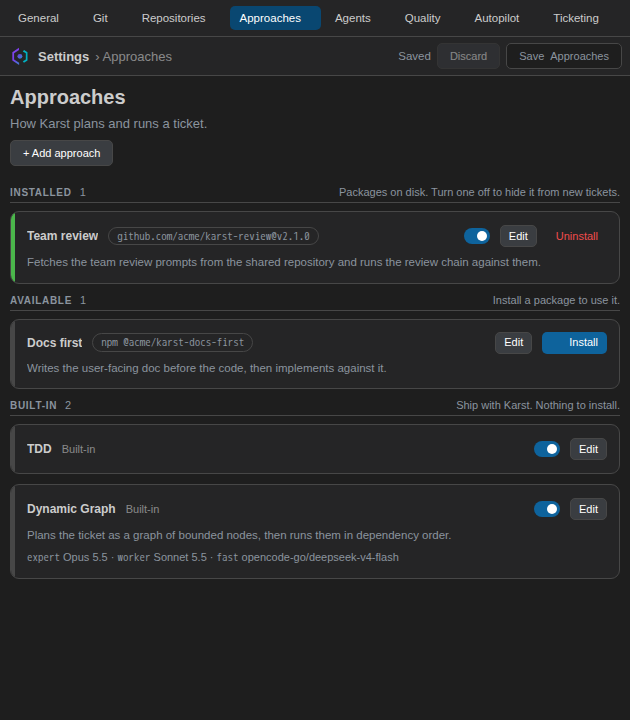 General Git Repositories Approaches Agents Quality Autopilot Ticketing
Settings › Approaches Saved Discard Save Approaches
Approaches
How Karst plans and runs a ticket.
+ Add approach
INSTALLED 1 Packages on disk. Turn one off to hide it from new tickets.
Team review github.com/acme/karst-review@v2.1.0 Edit Uninstall
Fetches the team review prompts from the shared repository and runs the review chain against them.
AVAILABLE 1 Install a package to use it.
Docs first npm @acme/karst-docs-first Edit Install
Writes the user-facing doc before the code, then implements against it.
BUILT-IN 2 Ship with Karst. Nothing to install.
TDD Built-in Edit
Dynamic Graph Built-in Edit
Plans the ticket as a graph of bounded nodes, then runs them in dependency order.
expert Opus 5.5 · worker Sonnet 5.5 · fast opencode-go/deepseek-v4-flash